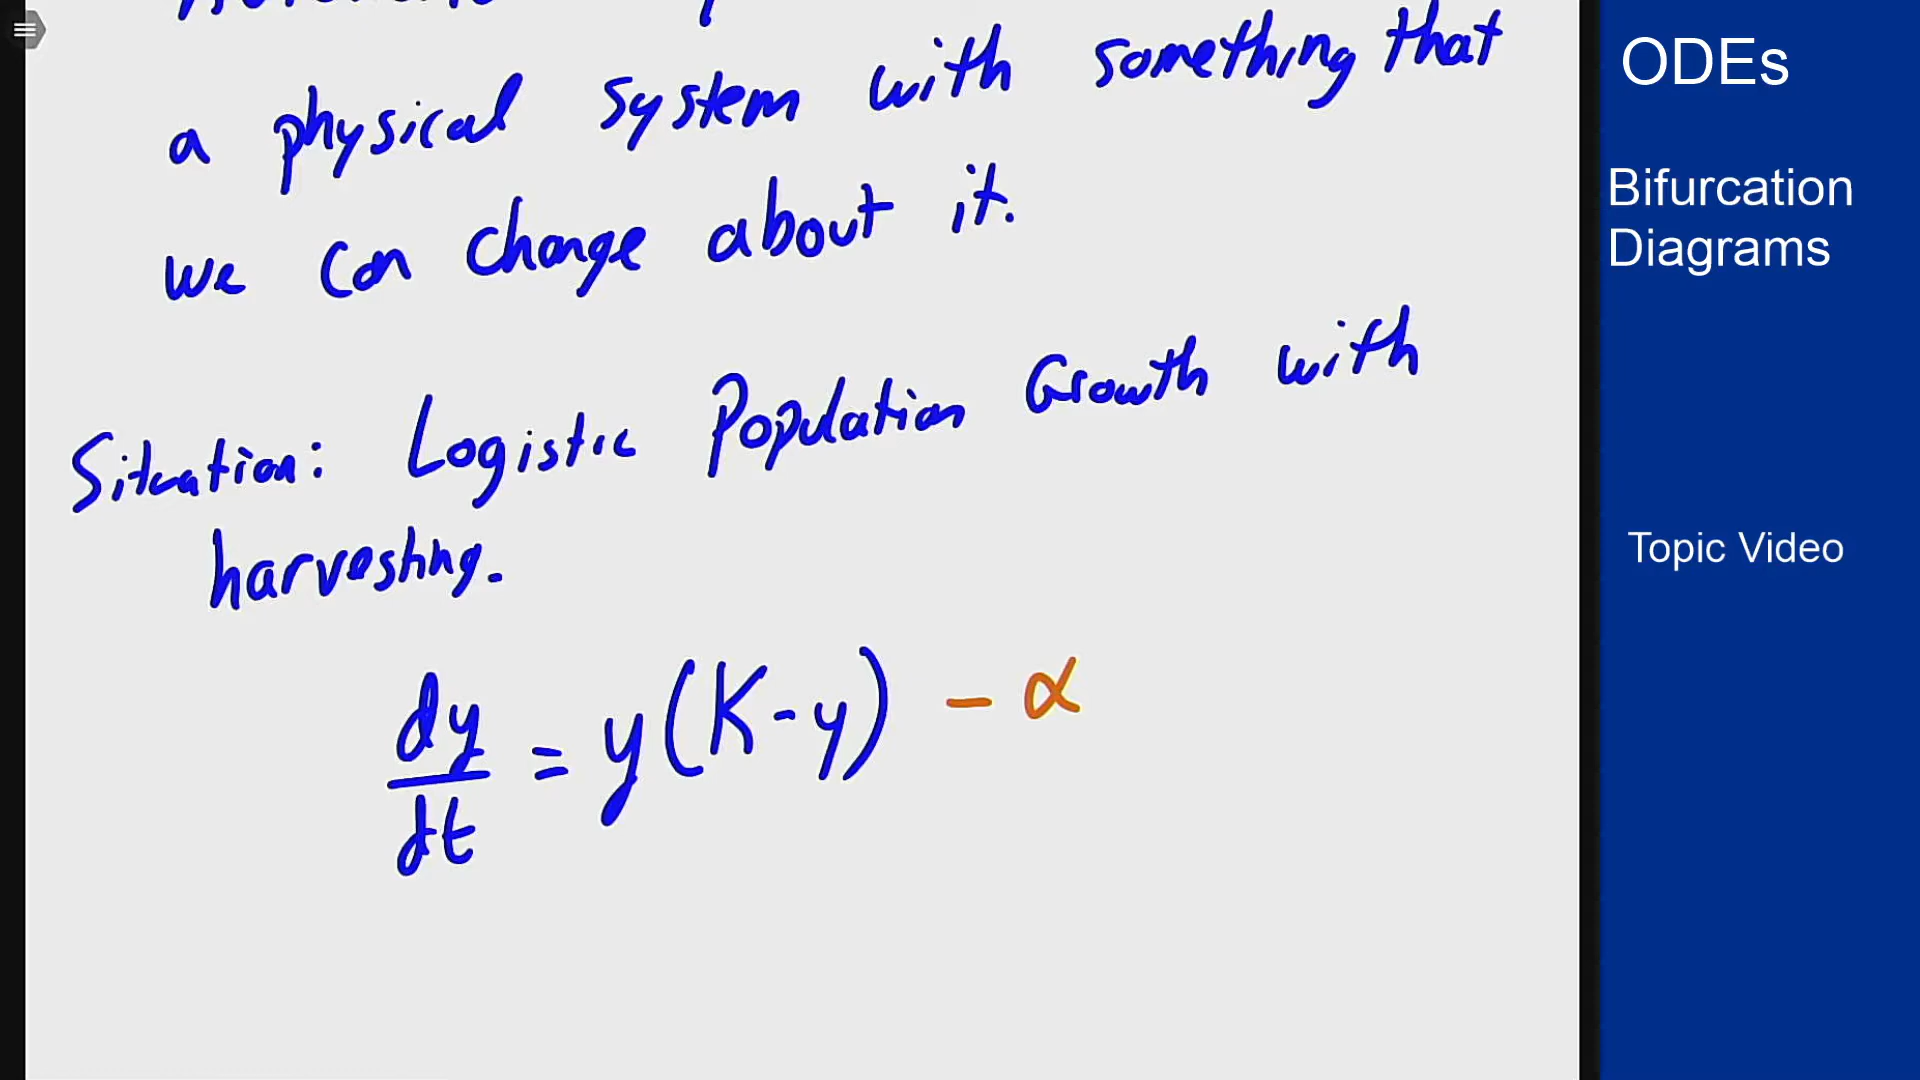 a physical system with something that
we can change about it.
Situation: Logistic Population Growth with
harvesting.
dy/dt = y(K-y) - α
ODEs
Bifurcation
Diagrams
Topic Video